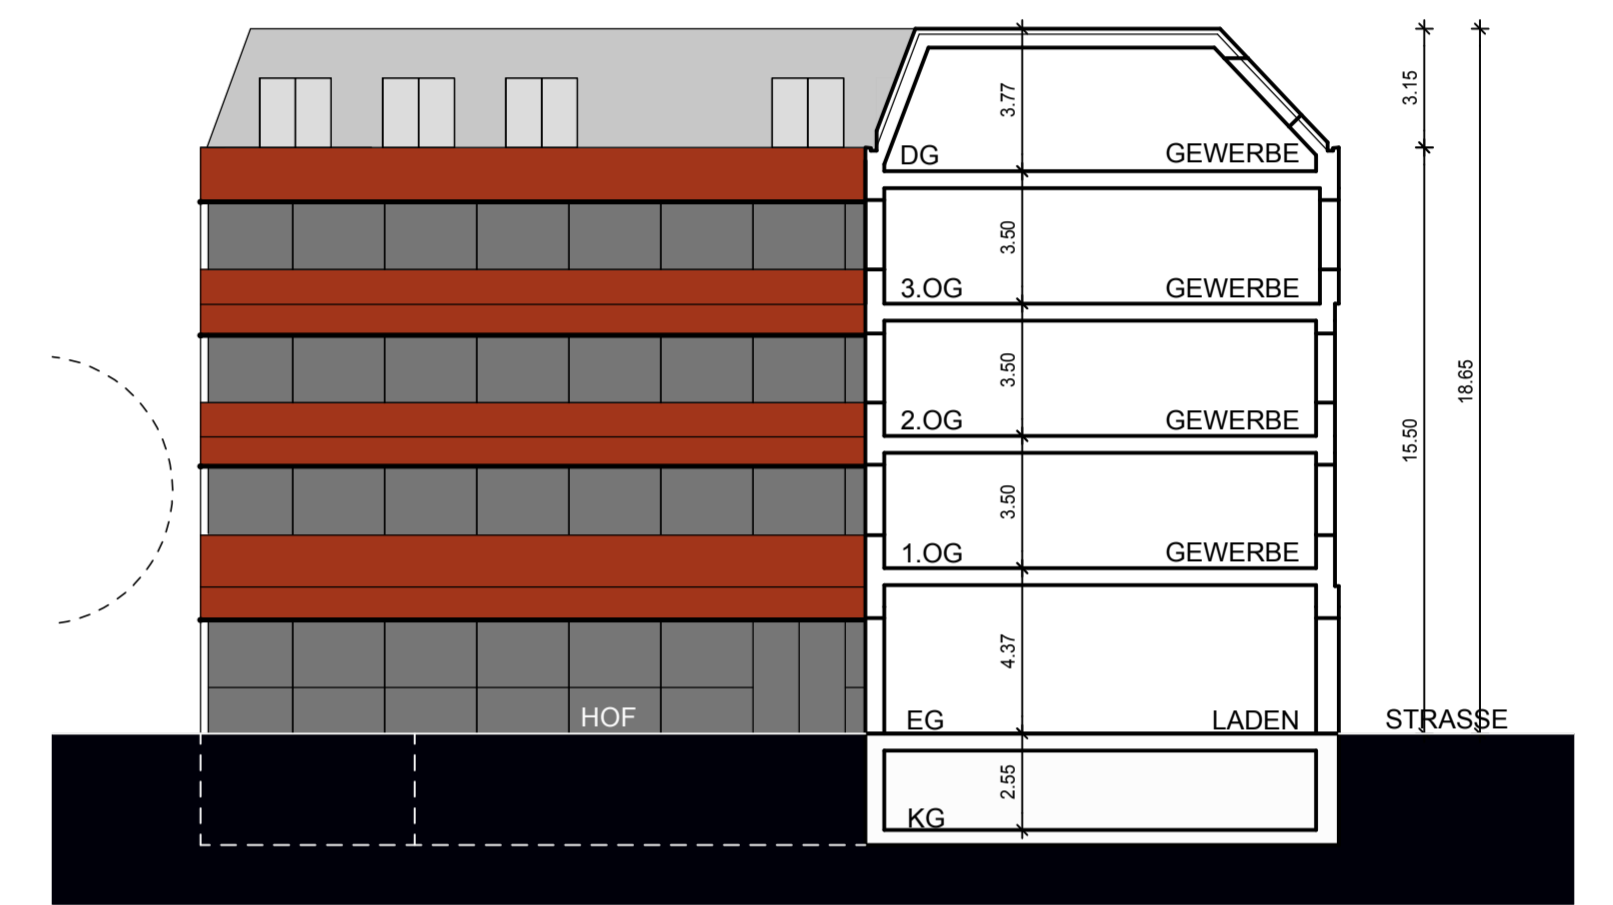 3.15
3.77
DG GEWERBE
3.50
3.OG GEWERBE
18.65
3.50
2.OG GEWERBE
15.50
3.50
1.OG GEWERBE
4.37
HOF EG LADEN STRASSE
2.55
KG